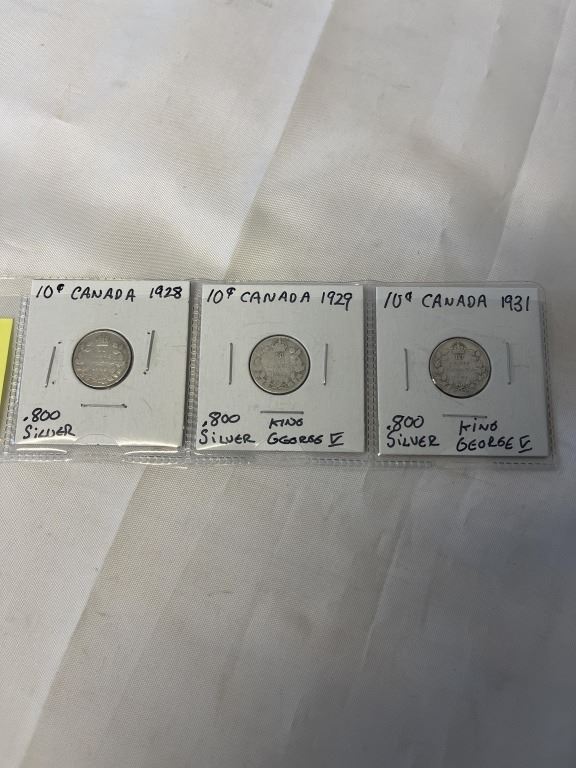 10¢ CANADA 1928
.800
SILVER
10¢ CANADA 1929
.800
SILVER
KING
GEORGE V
10¢ CANADA 1931
.800
SILVER
KING
GEORGE V